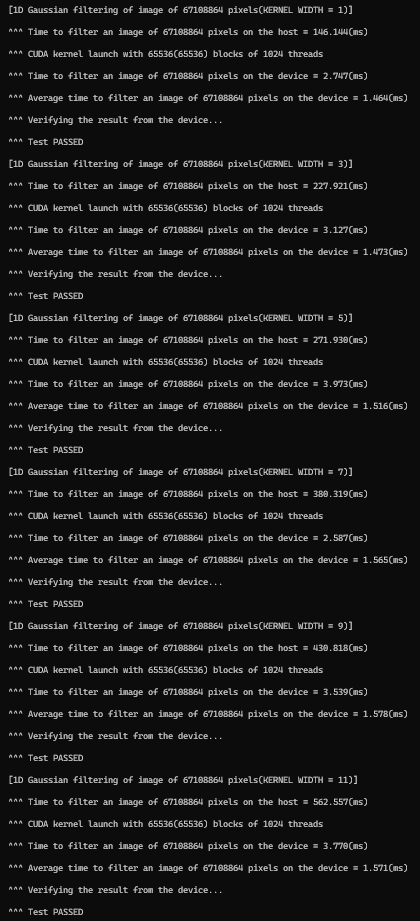 [1D Gaussian filtering of image of 67108864 pixels(KERNEL WIDTH = 1)]
^^^ Time to filter an image of 67108864 pixels on the host = 146.144(ms)
^^^ CUDA kernel launch with 65536(65536) blocks of 1024 threads
^^^ Time to filter an image of 67108864 pixels on the device = 2.747(ms)
^^^ Average time to filter an image of 67108864 pixels on the device = 1.464(ms)
^^^ Verifying the result from the device...
^^^ Test PASSED
[1D Gaussian filtering of image of 67108864 pixels(KERNEL WIDTH = 3)]
^^^ Time to filter an image of 67108864 pixels on the host = 227.921(ms)
^^^ CUDA kernel launch with 65536(65536) blocks of 1024 threads
^^^ Time to filter an image of 67108864 pixels on the device = 3.127(ms)
^^^ Average time to filter an image of 67108864 pixels on the device = 1.473(ms)
^^^ Verifying the result from the device...
^^^ Test PASSED
[1D Gaussian filtering of image of 67108864 pixels(KERNEL WIDTH = 5)]
^^^ Time to filter an image of 67108864 pixels on the host = 271.930(ms)
^^^ CUDA kernel launch with 65536(65536) blocks of 1024 threads
^^^ Time to filter an image of 67108864 pixels on the device = 3.973(ms)
^^^ Average time to filter an image of 67108864 pixels on the device = 1.516(ms)
^^^ Verifying the result from the device...
^^^ Test PASSED
[1D Gaussian filtering of image of 67108864 pixels(KERNEL WIDTH = 7)]
^^^ Time to filter an image of 67108864 pixels on the host = 380.319(ms)
^^^ CUDA kernel launch with 65536(65536) blocks of 1024 threads
^^^ Time to filter an image of 67108864 pixels on the device = 2.587(ms)
^^^ Average time to filter an image of 67108864 pixels on the device = 1.565(ms)
^^^ Verifying the result from the device...
^^^ Test PASSED
[1D Gaussian filtering of image of 67108864 pixels(KERNEL WIDTH = 9)]
^^^ Time to filter an image of 67108864 pixels on the host = 430.818(ms)
^^^ CUDA kernel launch with 65536(65536) blocks of 1024 threads
^^^ Time to filter an image of 67108864 pixels on the device = 3.539(ms)
^^^ Average time to filter an image of 67108864 pixels on the device = 1.578(ms)
^^^ Verifying the result from the device...
^^^ Test PASSED
[1D Gaussian filtering of image of 67108864 pixels(KERNEL WIDTH = 11)]
^^^ Time to filter an image of 67108864 pixels on the host = 562.557(ms)
^^^ CUDA kernel launch with 65536(65536) blocks of 1024 threads
^^^ Time to filter an image of 67108864 pixels on the device = 3.770(ms)
^^^ Average time to filter an image of 67108864 pixels on the device = 1.571(ms)
^^^ Verifying the result from the device...
^^^ Test PASSED